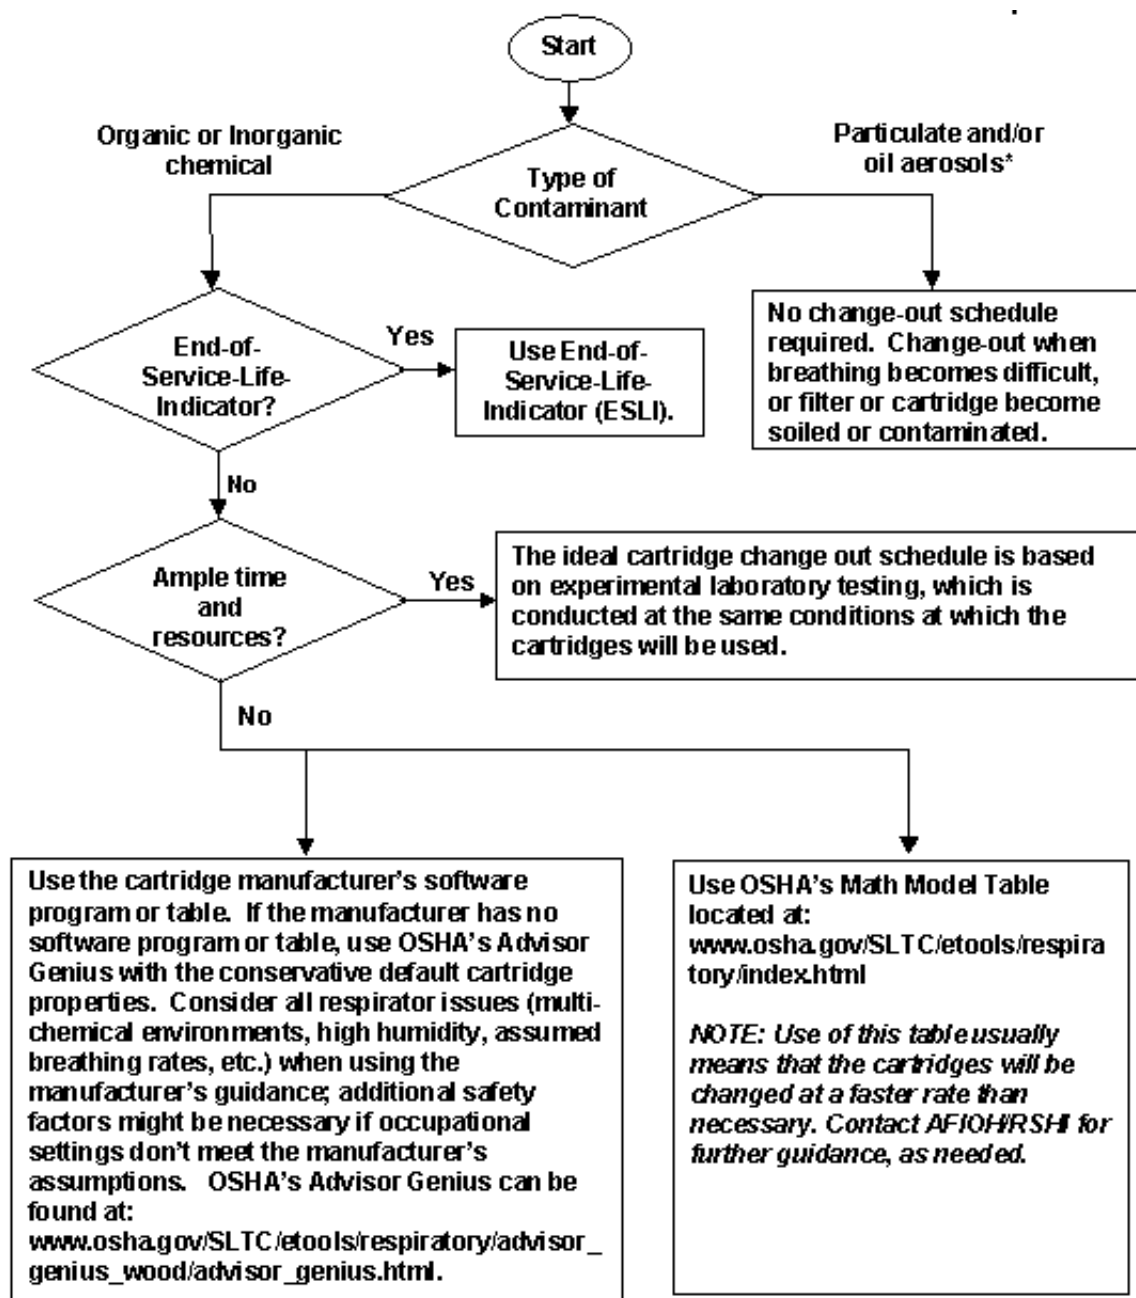 Start
Organic or Inorganic
chemical
Particulate and/or
oil aerosols*
Type of
Contaminant
End-of-
Service-Life-
Indicator?
Yes
Use End-of-
Service-Life-
Indicator (ESLI).
No change-out schedule
required.  Change-out when
breathing becomes difficult,
or filter or cartridge become
soiled or contaminated.
No
Ample time
and
resources?
Yes
The ideal cartridge change out schedule is based
on experimental laboratory testing, which is
conducted at the same conditions at which the
cartridges will be used.
No
Use the cartridge manufacturer's software
program or table.  If the manufacturer has no
software program or table, use OSHA's Advisor
Genius with the conservative default cartridge
properties.  Consider all respirator issues (multi-
chemical environments, high humidity, assumed
breathing rates, etc.) when using the
manufacturer's guidance; additional safety
factors might be necessary if occupational
settings don't meet the manufacturer's
assumptions.   OSHA's Advisor Genius can be
found at:
www.osha.gov/SLTC/etools/respiratory/advisor_
genius_wood/advisor_genius.html.
Use OSHA's Math Model Table
located at:
www.osha.gov/SLTC/etools/respira
tory/index.html
NOTE: Use of this table usually
means that the cartridges will be
changed at a faster rate than
necessary. Contact AFIOH/RSHI for
further guidance, as needed.